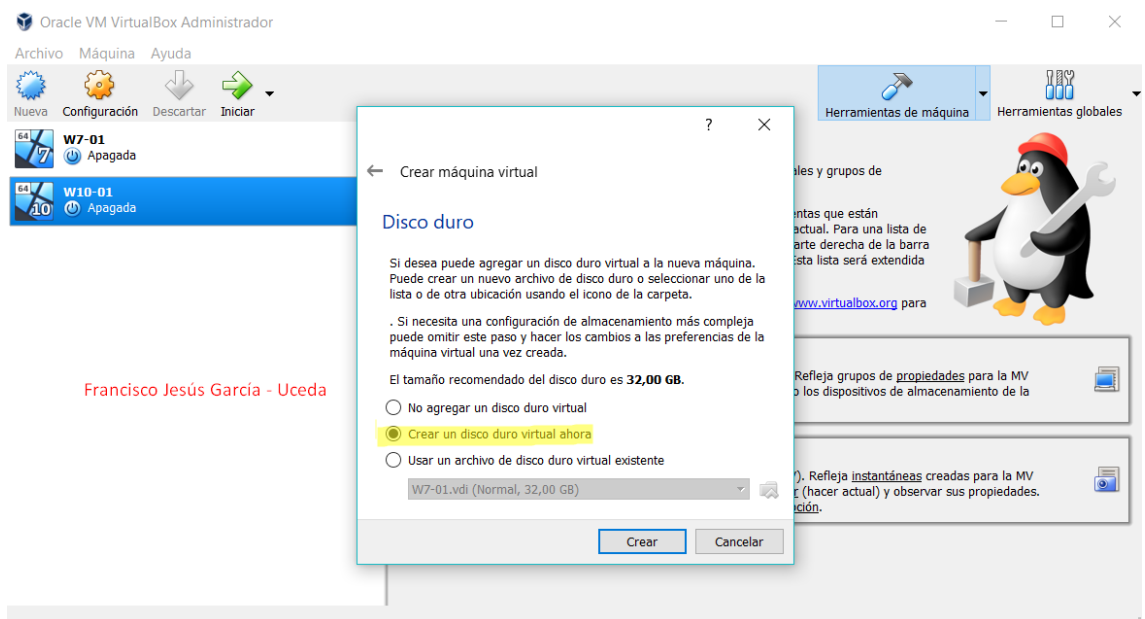 Oracle VM VirtualBox Administrador
Archivo Máquina Ayuda
Nueva Configuración Descartar Iniciar
Herramientas de máquina Herramientas globales
64 7 W7-01
Apagada
64 10 W10-01
Apagada
Francisco Jesús García - Uceda
?
Crear máquina virtual
Disco duro
Si desea puede agregar un disco duro virtual a la nueva máquina.
Puede crear un nuevo archivo de disco duro o seleccionar uno de la
lista o de otra ubicación usando el icono de la carpeta.
. Si necesita una configuración de almacenamiento más compleja
puede omitir este paso y hacer los cambios a las preferencias de la
máquina virtual una vez creada.
El tamaño recomendado del disco duro es 32,00 GB.
No agregar un disco duro virtual
Crear un disco duro virtual ahora
Usar un archivo de disco duro virtual existente
W7-01.vdi (Normal, 32,00 GB)
Crear Cancelar
ales y grupos de
entas que están
actual. Para una lista de
arte derecha de la barra
Esta lista será extendida
www.virtualbox.org para
Refleja grupos de propiedades para la MV
o los dispositivos de almacenamiento de la
). Refleja instantáneas creadas para la MV
r (hacer actual) y observar sus propiedades.
pción.